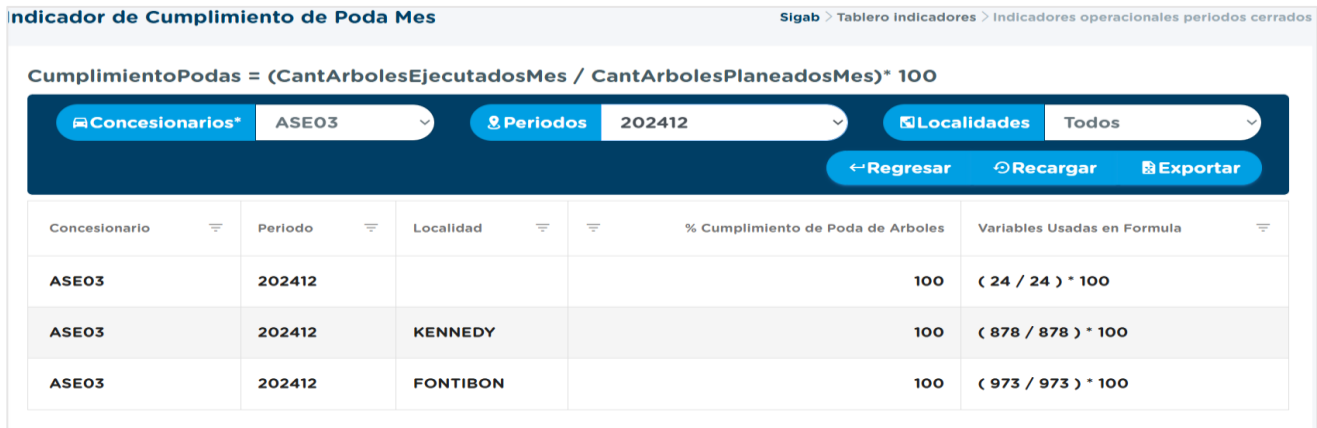 Indicador de Cumplimiento de Poda Mes
Sigab > Tablero indicadores > Indicadores operacionales periodos cerrados
CumplimientoPodas = (CantArbolesEjecutadosMes / CantArbolesPlaneadosMes)* 100
Concesionarios* ASE03 Periodos 202412 Localidades Todos
Regresar Recargar Exportar
Concesionario Periodo Localidad % Cumplimiento de Poda de Arboles Variables Usadas en Formula
ASE03 202412 100 ( 24 / 24 ) * 100
ASE03 202412 KENNEDY 100 ( 878 / 878 ) * 100
ASE03 202412 FONTIBON 100 ( 973 / 973 ) * 100